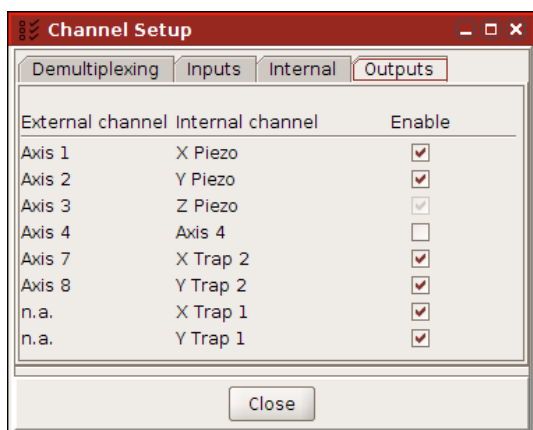 Channel Setup
Demultiplexing Inputs Internal Outputs
External channel Internal channel Enable
Axis 1 X Piezo
Axis 2 Y Piezo
Axis 3 Z Piezo
Axis 4 Axis 4
Axis 7 X Trap 2
Axis 8 Y Trap 2
n.a. X Trap 1
n.a. Y Trap 1
Close